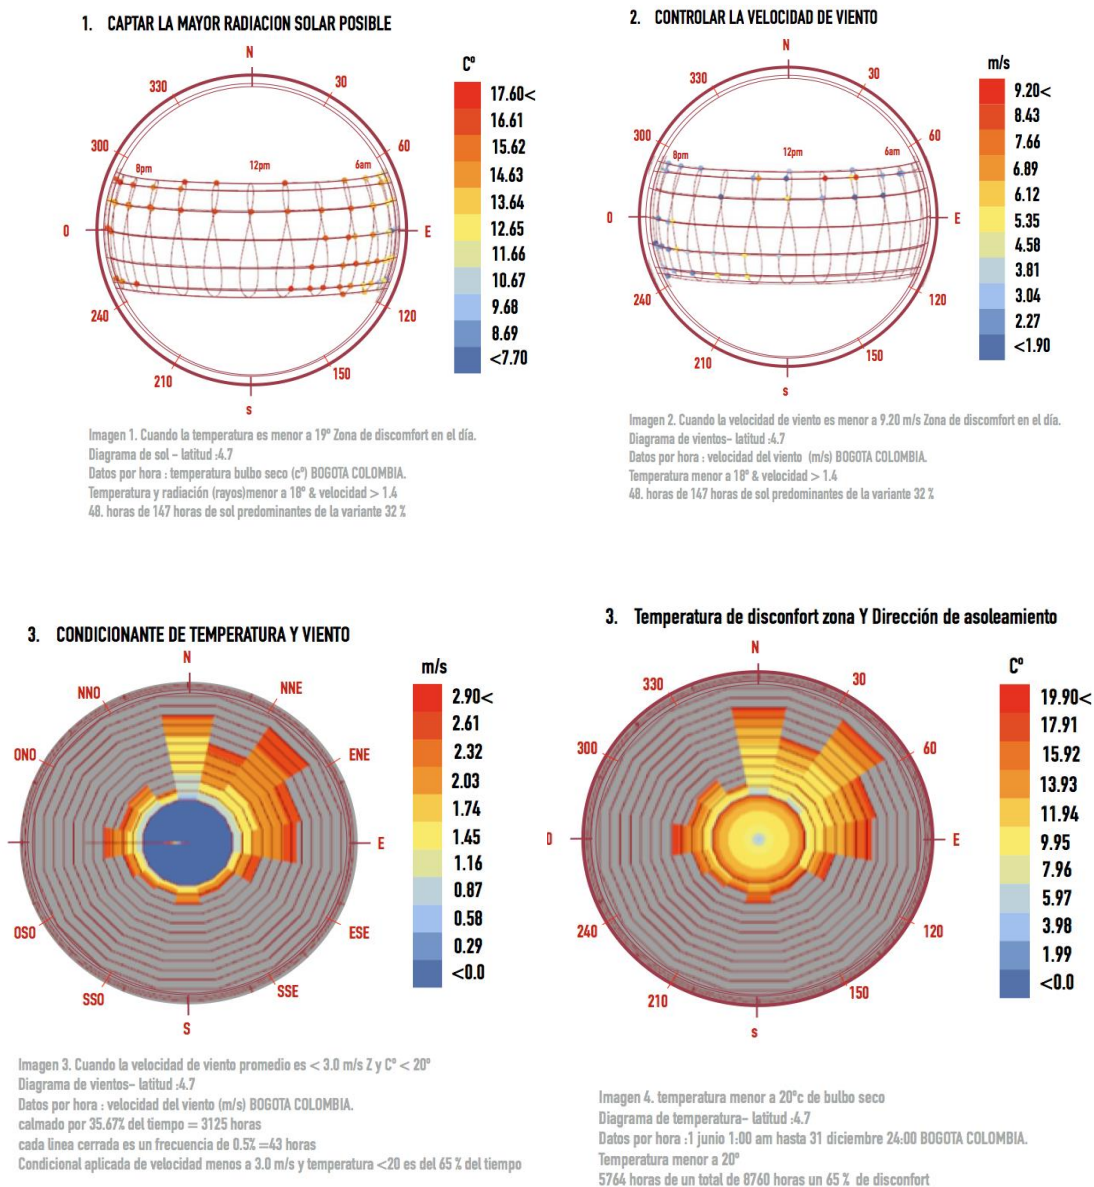 1. CAPTAR LA MAYOR RADIACION SOLAR POSIBLE
N
30
60
E
120
150
s
210
240
0
300
330
8pm
12pm
6am
Cº
17.60<
16.61
15.62
14.63
13.64
12.65
11.66
10.67
9.68
8.69
<7.70
Imagen 1. Cuando la temperatura es menor a 19º Zona de discomfort en el día.
Diagrama de sol - latitud :4.7
Datos por hora : temperatura bulbo seco (cº) BOGOTA COLOMBIA.
Temperatura y radiación (rayos)menor a 18º & velocidad > 1.4
48. horas de 147 horas de sol predominantes de la variante 32 %
2. CONTROLAR LA VELOCIDAD DE VIENTO
N
30
60
E
120
150
S
210
240
0
300
330
8pm
12pm
6am
m/s
9.20<
8.43
7.66
6.89
6.12
5.35
4.58
3.81
3.04
2.27
<1.90
Imagen 2. Cuando la velocidad de viento es menor a 9.20 m/s Zona de discomfort en el día.
Diagrama de vientos- latitud :4.7
Datos por hora : velocidad del viento (m/s) BOGOTA COLOMBIA.
Temperatura menor a 18º & velocidad > 1.4
48. horas de 147 horas de sol predominantes de la variante 32 %
3. CONDICIONANTE DE TEMPERATURA Y VIENTO
N
NNE
ENE
E
ESE
SSE
S
SSO
OSO
ONO
NNO
m/s
2.90<
2.61
2.32
2.03
1.74
1.45
1.16
0.87
0.58
0.29
<0.0
Imagen 3. Cuando la velocidad de viento promedio es < 3.0 m/s Z y Cº < 20º
Diagrama de vientos- latitud :4.7
Datos por hora : velocidad del viento (m/s) BOGOTA COLOMBIA.
calmado por 35.67% del tiempo = 3125 horas
cada linea cerrada es un frecuencia de 0.5% =43 horas
Condicional aplicada de velocidad menos a 3.0 m/s y temperatura <20 es del 65 % del tiempo
3. Temperatura de disconfort zona Y Dirección de asoleamiento
N
30
60
E
120
150
s
210
240
0
300
330
Cº
19.90<
17.91
15.92
13.93
11.94
9.95
7.96
5.97
3.98
1.99
<0.0
Imagen 4. temperatura menor a 20ºc de bulbo seco
Diagrama de temperatura- latitud :4.7
Datos por hora :1 junio 1:00 am hasta 31 diciembre 24:00 BOGOTA COLOMBIA.
Temperatura menor a 20º
5764 horas de un total de 8760 horas un 65 % de disconfort